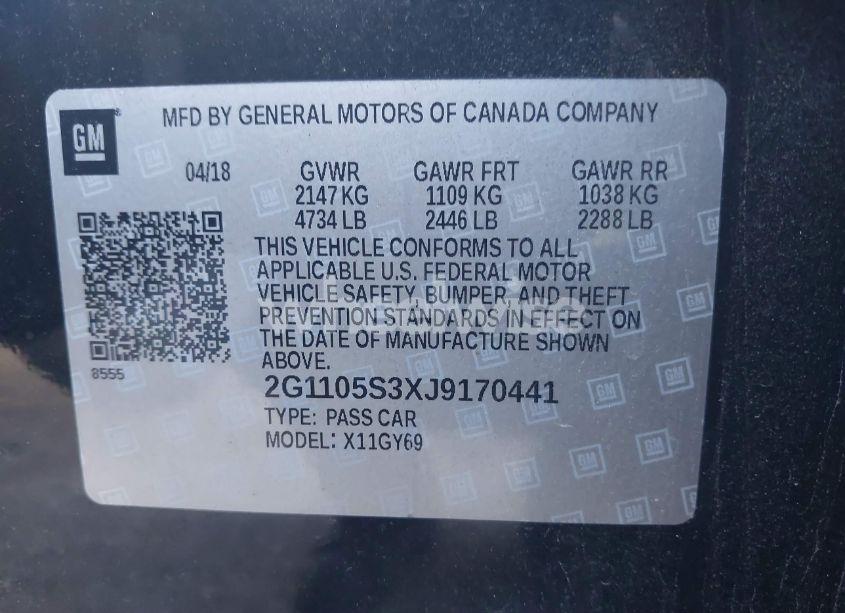 GM
MFD BY GENERAL MOTORS OF CANADA COMPANY
04/18 GVWR GAWR FRT GAWR RR
2147 KG 1109 KG 1038 KG
4734 LB 2446 LB 2288 LB
THIS VEHICLE CONFORMS TO ALL
APPLICABLE U.S. FEDERAL MOTOR
VEHICLE SAFETY, BUMPER, AND THEFT
PREVENTION STANDARDS IN EFFECT ON
THE DATE OF MANUFACTURE SHOWN
ABOVE.
8555
2G1105S3XJ9170441
TYPE: PASS CAR
MODEL: X11GY69